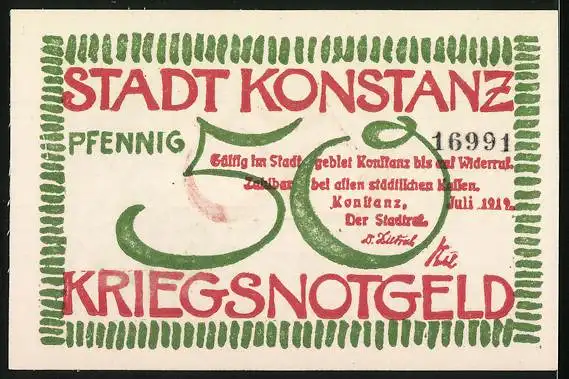 STADT KONSTANZ
PFENNIG 50
16991
Gültig im Stadtgebiet Konstanz bis auf Widerruf.
Zahlbar bei allen städtischen Kassen.
Konstanz, Juli 191
Der Stadtrat.
KRIEGSNOTGELD